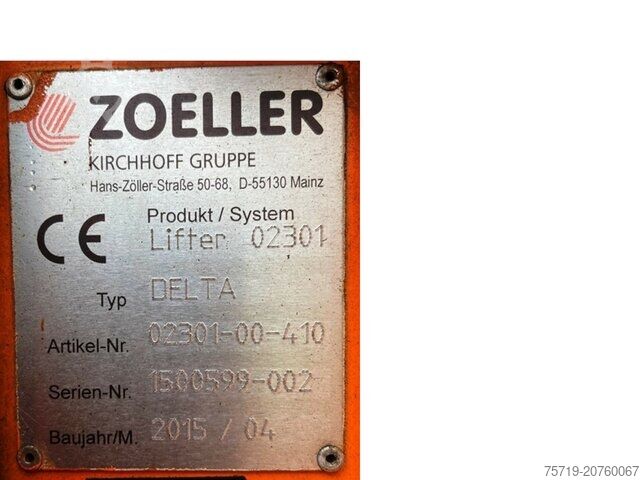 ZOELLER
KIRCHHOFF GRUPPE
Hans-Zöller-Straße 50-68, D-55130 Mainz
CE
Produkt / System
Lifter 02301
Typ DELTA
Artikel-Nr. 02301-00-410
Serien-Nr. 1500599-002
Baujahr/M. 2015 / 04
75719-20760067